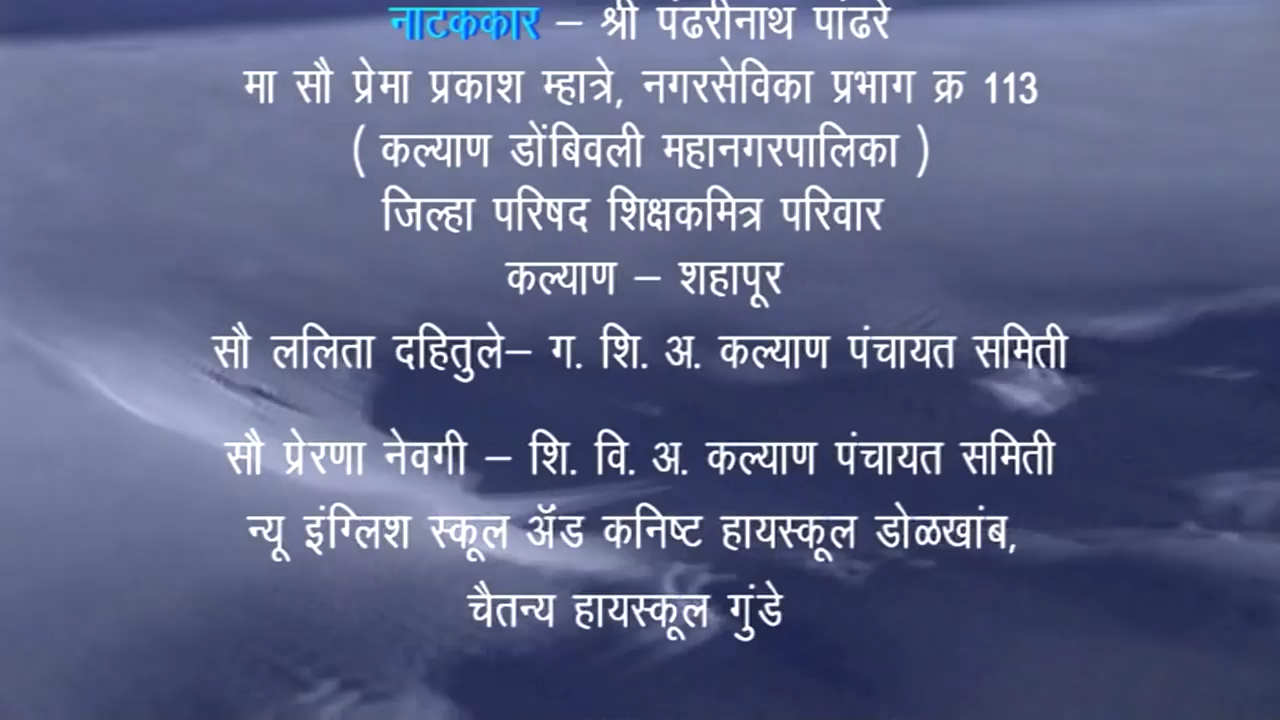 नाटककार – श्री पंढरीनाथ पांढरे
मा सौ प्रेमा प्रकाश म्हात्रे, नगरसेविका प्रभाग क्र 113
( कल्याण डोंबिवली महानगरपालिका )
जिल्हा परिषद शिक्षकमित्र परिवार
कल्याण – शहापूर
सौ ललिता दहितुले– ग. शि. अ. कल्याण पंचायत समिती
सौ प्रेरणा नेवगी – शि. वि. अ. कल्याण पंचायत समिती
न्यू इंग्लिश स्कूल ॲड कनिष्ट हायस्कूल डोळखांब,
चैतन्य हायस्कूल गुंडे